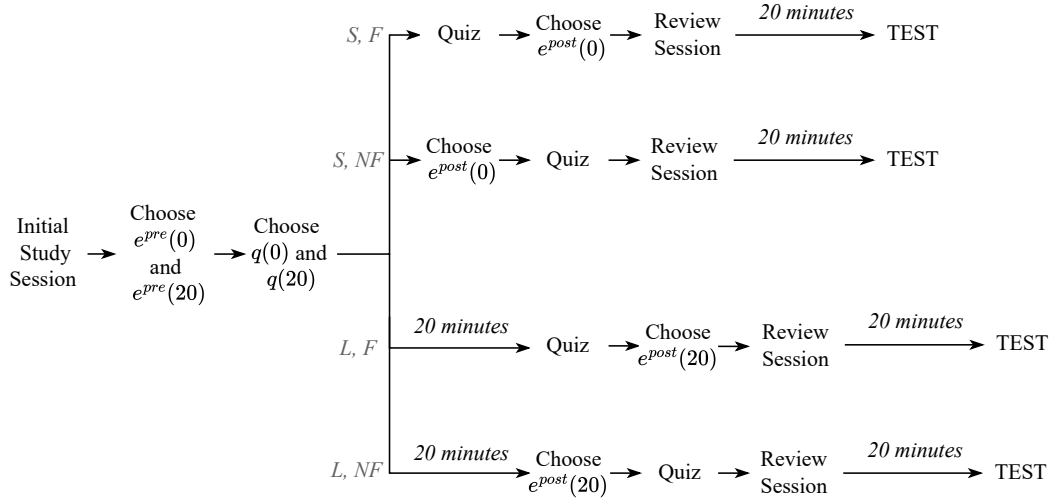 S, F
Quiz
Choose
e^{post}(0)
Review
Session
20 minutes
TEST
S, NF
Choose
e^{post}(0)
Quiz
Review
Session
20 minutes
TEST
Initial
Study
Session
Choose
e^{pre}(0)
and
e^{pre}(20)
Choose
q(0) and
q(20)
L, F
20 minutes
Quiz
Choose
e^{post}(20)
Review
Session
20 minutes
TEST
L, NF
20 minutes
Choose
e^{post}(20)
Quiz
Review
Session
20 minutes
TEST